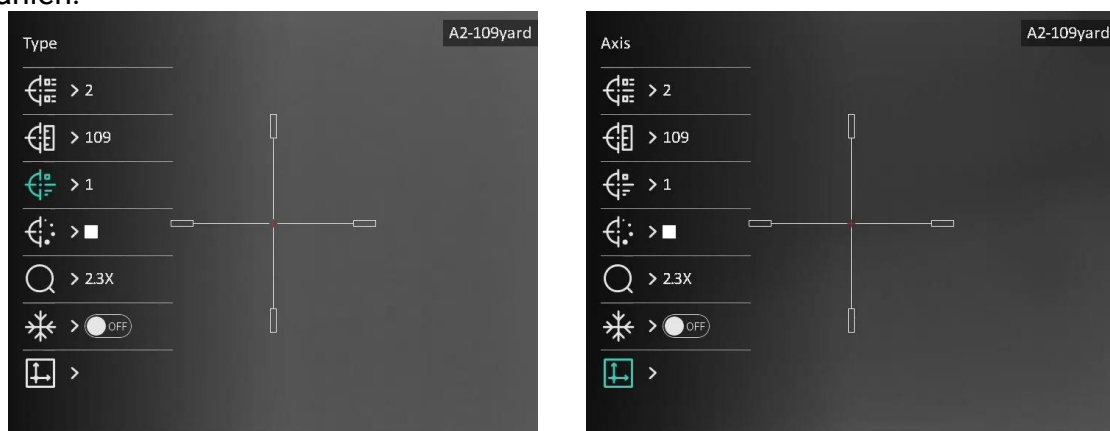 Type
A2-109yard
> 2
> 109
> 1
>
> 2.3X
> OFF
>
Axis
A2-109yard
> 2
> 109
> 1
>
> 2.3X
> OFF
>